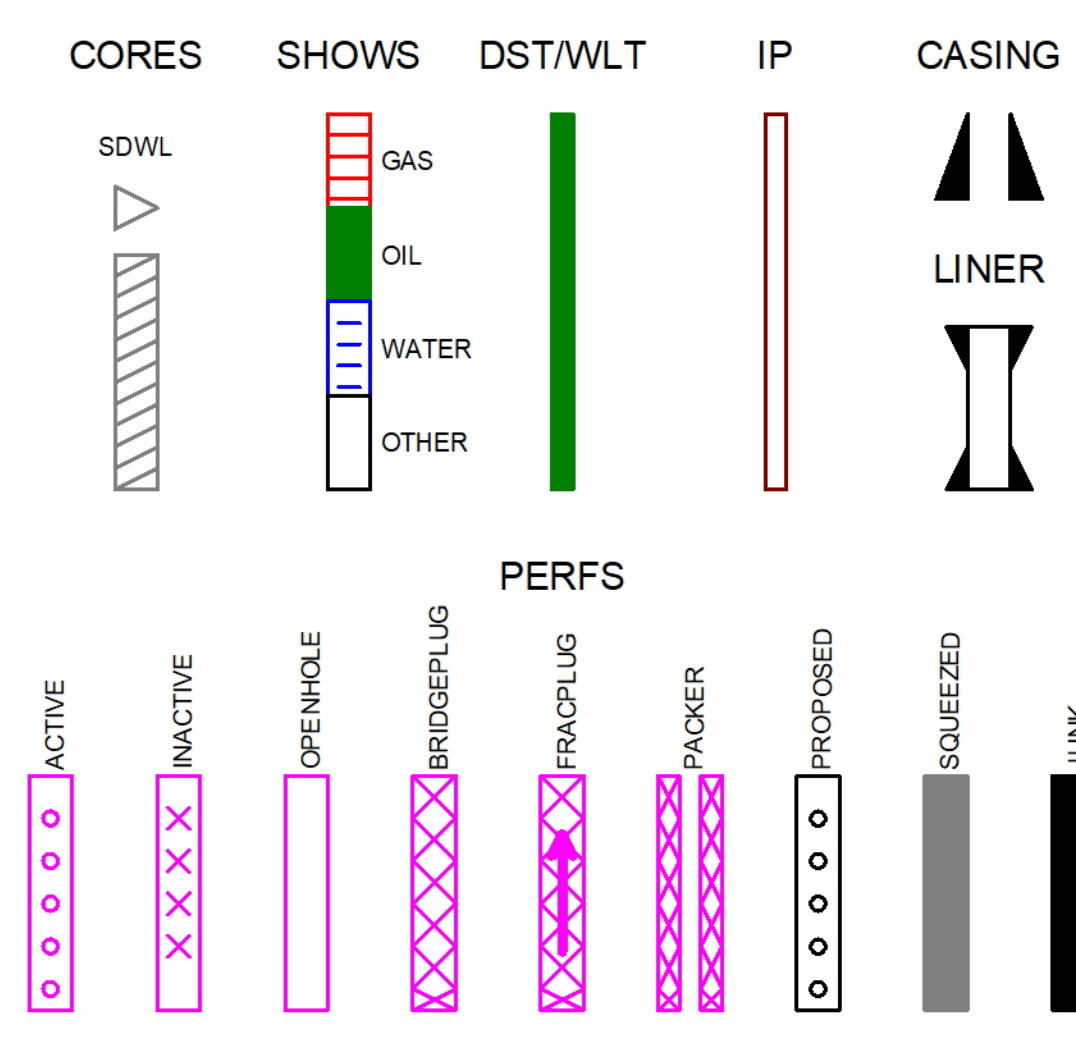 CORES SHOWS DST/WLT IP CASING
SDWL
GAS
OIL
WATER
OTHER
LINER
PERFS
ACTIVE
INACTIVE
OPENHOLE
BRIDGEPLUG
FRACPLUG
PACKER
PROPOSED
SQUEEZED